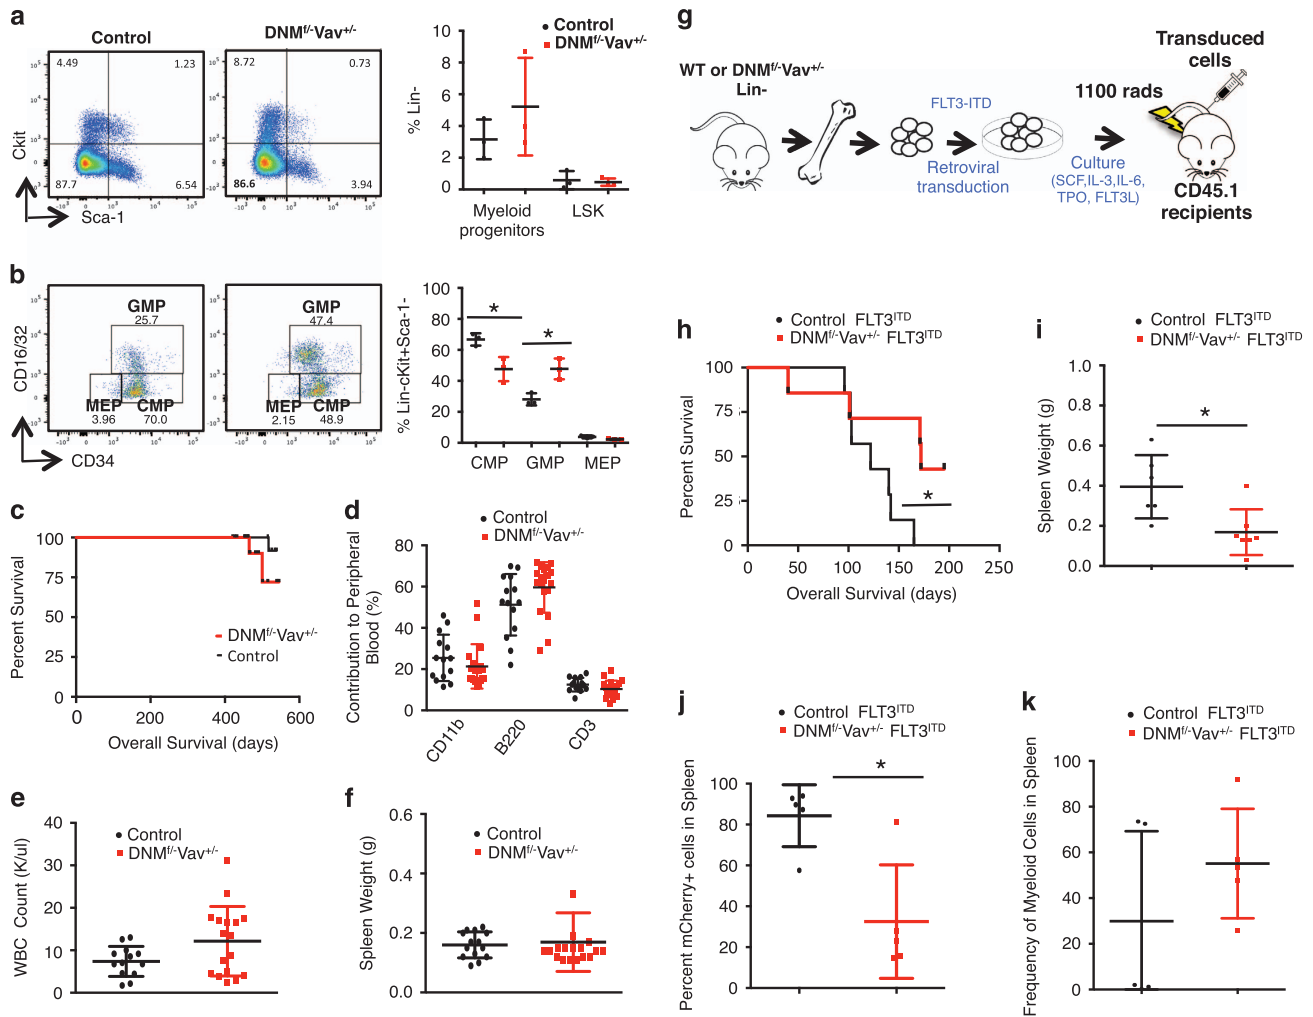 a
Control
DNMf/-Vav+/-
4.49
1.23
87.7
6.54
8.72
0.73
86.6
3.94
Ckit
Sca-1
10
8
6
4
2
0
% Lin-
Control
DNMf/-Vav+/-
Myeloid progenitors
LSK
b
GMP
25.7
MEP
3.96
CMP
70.0
GMP
47.4
MEP
2.15
CMP
48.9
CD16/32
CD34
100
80
60
40
20
0
% Lin-cKit+Sca-1-
*
*
CMP
GMP
MEP
c
100
75
50
25
0
Percent Survival
DNMf/-Vav+/-
Control
0
200
400
600
Overall Survival (days)
d
Control
DNMf/-Vav+/-
80
60
40
20
0
Contribution to Peripheral
Blood (%)
CD11b
B220
CD3
e
Control
DNMf/-Vav+/-
40
30
20
10
0
WBC Count (K/ul)
f
Control
DNMf/-Vav+/-
0.6
0.4
0.2
0.0
Spleen Weight (g)
g
WT or DNMf/-Vav+/-
Lin-
FLT3-ITD
Retroviral
transduction
Culture
(SCF,IL-3,IL-6,
TPO, FLT3L)
1100 rads
Transduced
cells
CD45.1
recipients
h
Control FLT3ITD
DNMf/-Vav+/- FLT3ITD
100
75
50
25
0
Percent Survival
*
0
50
100
150
200
250
Overall Survival (days)
i
Control FLT3ITD
DNMf/-Vav+/- FLT3ITD
1.0
0.8
0.6
0.4
0.2
0.0
Spleen Weight (g)
*
j
Control FLT3ITD
DNMf/-Vav+/- FLT3ITD
100
80
60
40
20
0
Percent mCherry+ cells in Spleen
*
k
Control FLT3ITD
DNMf/-Vav+/- FLT3ITD
100
80
60
40
20
0
Frequency of Myeloid Cells in Spleen